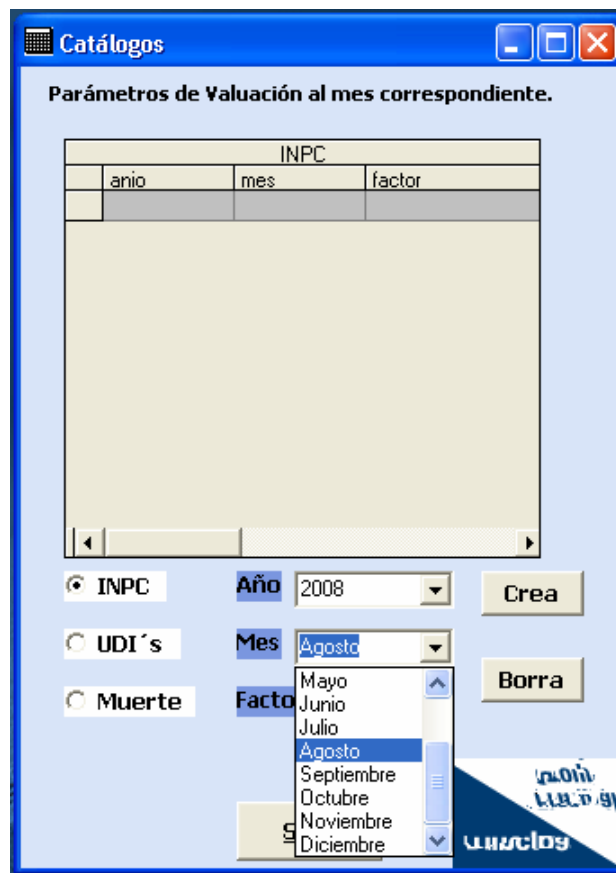 Catálogos
Parámetros de Valuación al mes correspondiente.
INPC
anio mes factor
INPC
Año 2008
Crea
UDI´s
Mes Agosto
Borra
Muerte
Facto
Mayo
Junio
Julio
Agosto
Septiembre
Octubre
Noviembre
Diciembre
S